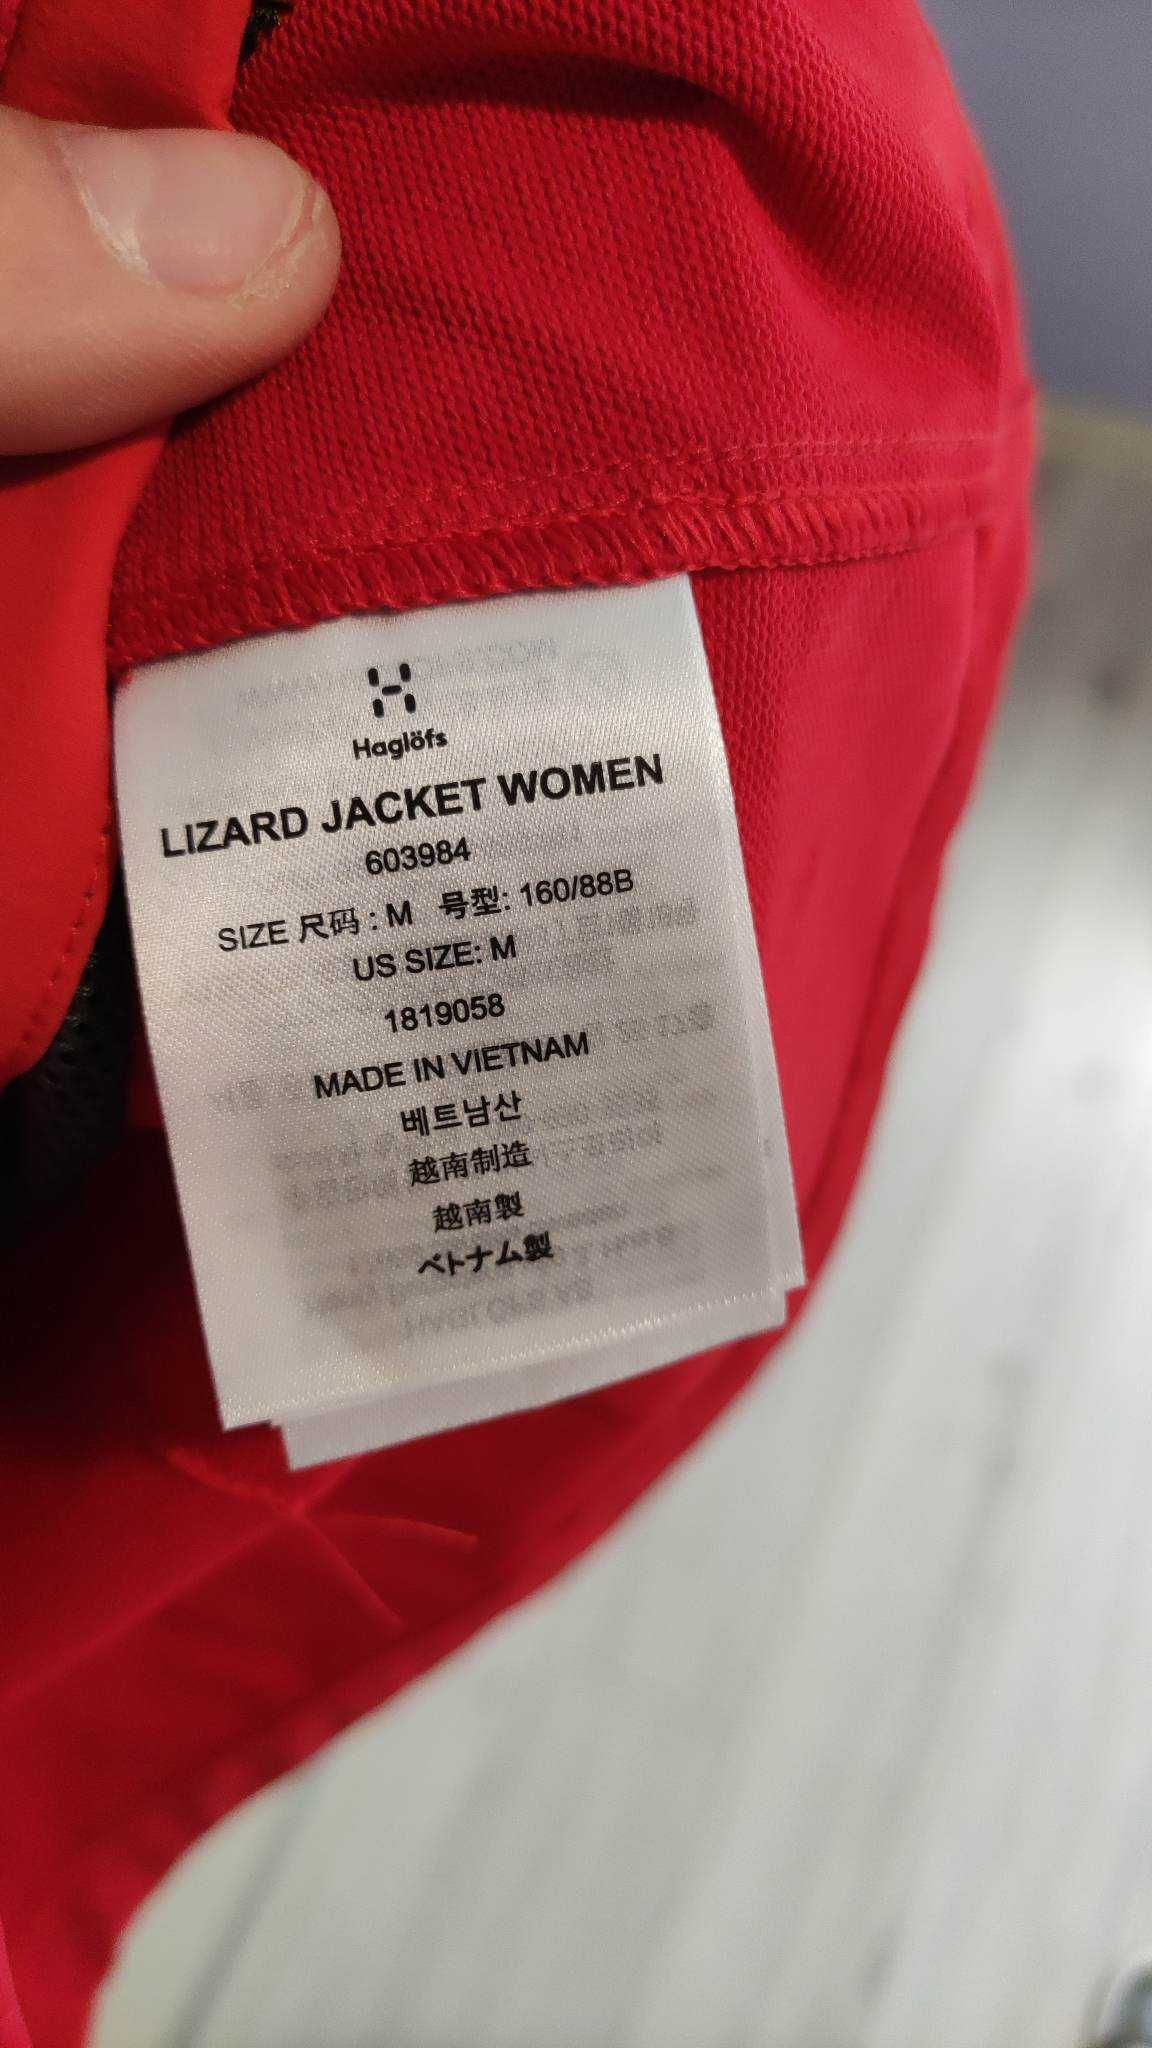 Haglöfs
LIZARD JACKET WOMEN
603984
SIZE 尺码 : M 号型: 160/88B
US SIZE: M
1819058
MADE IN VIETNAM
베트남산
越南制造
越南製
ベトナム製